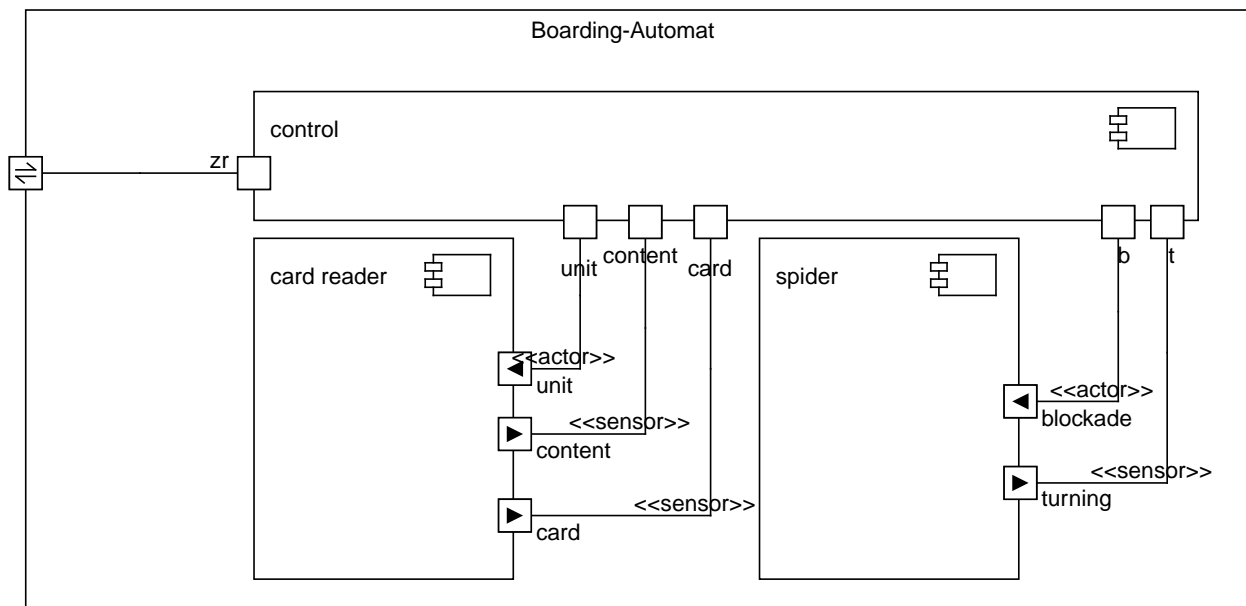 Boarding-Automat
control
zr
unit
content
card
b
t
card reader
spider
<<actor>>
unit
<<sensor>>
content
<<sensor>>
card
<<actor>>
blockade
<<sensor>>
turning